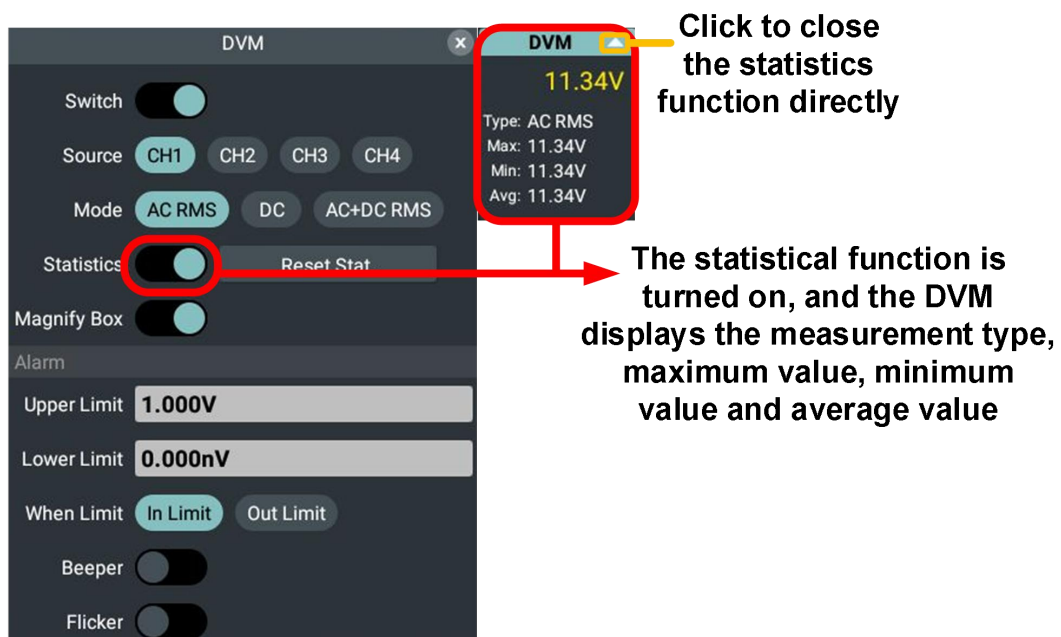 DVM
Switch
Source CH1 CH2 CH3 CH4
Mode AC RMS DC AC+DC RMS
Statistics Reset Stat
Magnify Box
Alarm
Upper Limit 1.000V
Lower Limit 0.000nV
When Limit In Limit Out Limit
Beeper
Flicker
DVM
11.34V
Type: AC RMS
Max: 11.34V
Min: 11.34V
Avg: 11.34V
Click to close
the statistics
function directly
The statistical function is
turned on, and the DVM
displays the measurement type,
maximum value, minimum
value and average value